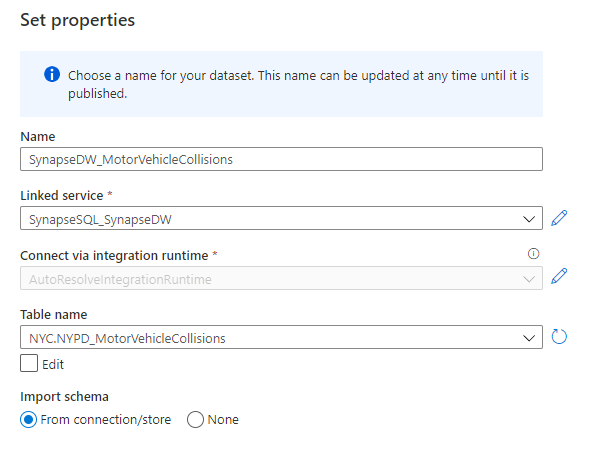 Set properties
Choose a name for your dataset. This name can be updated at any time until it is
published.
Name
SynapseDW_MotorVehicleCollisions
Linked service *
SynapseSQL_SynapseDW
Connect via integration runtime *
AutoResolveIntegrationRuntime
Table name
NYC.NYPD_MotorVehicleCollisions
Edit
Import schema
From connection/store None